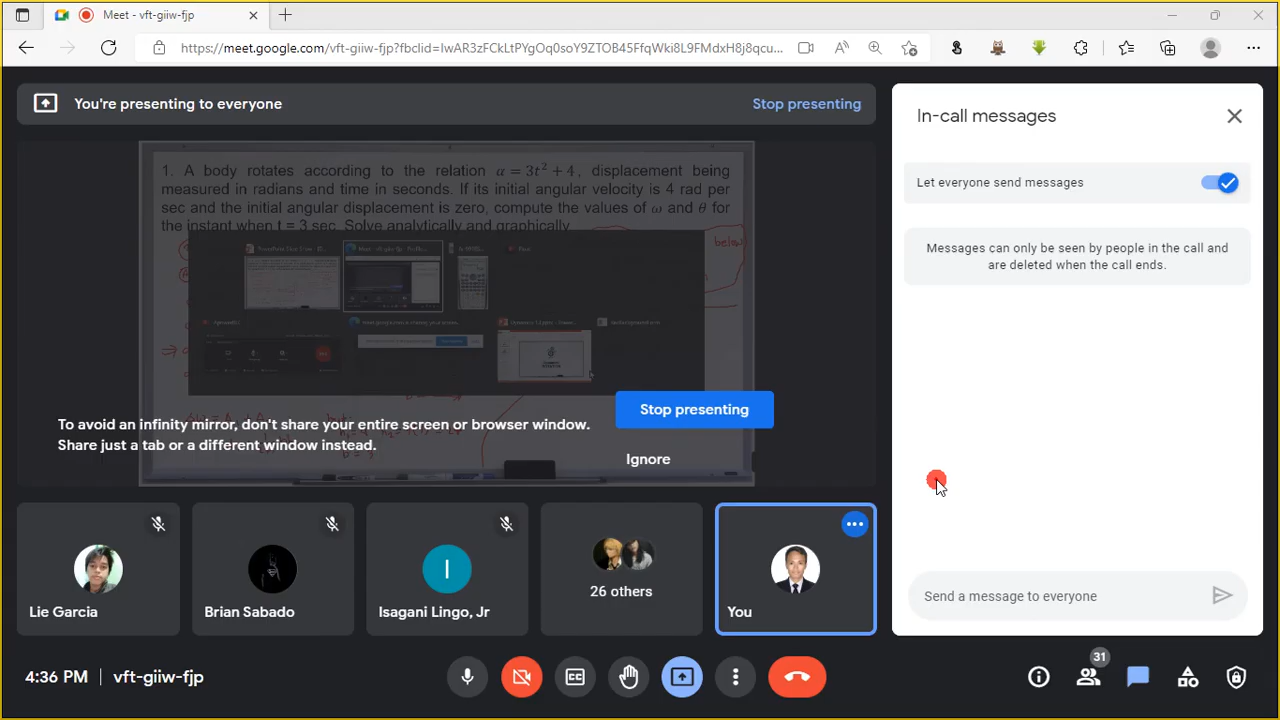 Meet - vft-giiw-fjp
https://meet.google.com/vft-giiw-fjp?fbclid=IwAR3zFCkLtPYgOq0soY9ZTOB45FfqWki8L9FMdxH8j8qcu...
You're presenting to everyone
Stop presenting
1. A body rotates according to the relation α = 3t² + 4, displacement being
measured in radians and time in seconds. If its initial angular velocity is 4 rad per
sec and the initial angular displacement is zero, compute the values of ω and θ for
the instant when t = 3 sec. Solve analytically and graphically.
below
To avoid an infinity mirror, don't share your entire screen or browser window.
Share just a tab or a different window instead.
Stop presenting
Ignore
Lie Garcia
Brian Sabado
I
Isagani Lingo, Jr
26 others
You
In-call messages
Let everyone send messages
Messages can only be seen by people in the call and
are deleted when the call ends.
Send a message to everyone
4:36 PM | vft-giiw-fjp
31